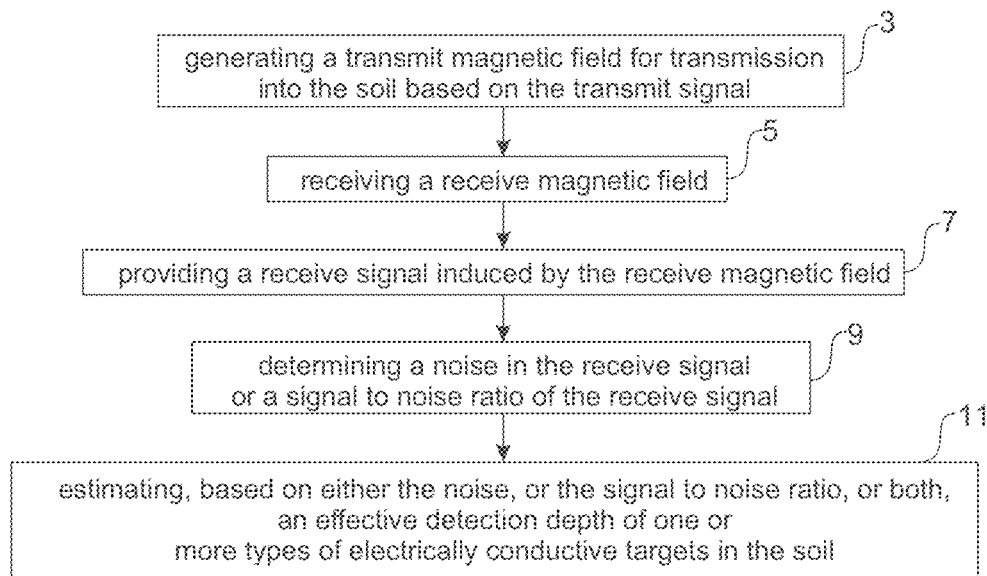 3
generating a transmit magnetic field for transmission
into the soil based on the transmit signal
5
receiving a receive magnetic field
7
providing a receive signal induced by the receive magnetic field
9
determining a noise in the receive signal
or a signal to noise ratio of the receive signal
11
estimating, based on either the noise, or the signal to noise ratio, or both,
an effective detection depth of one or
more types of electrically conductive targets in the soil